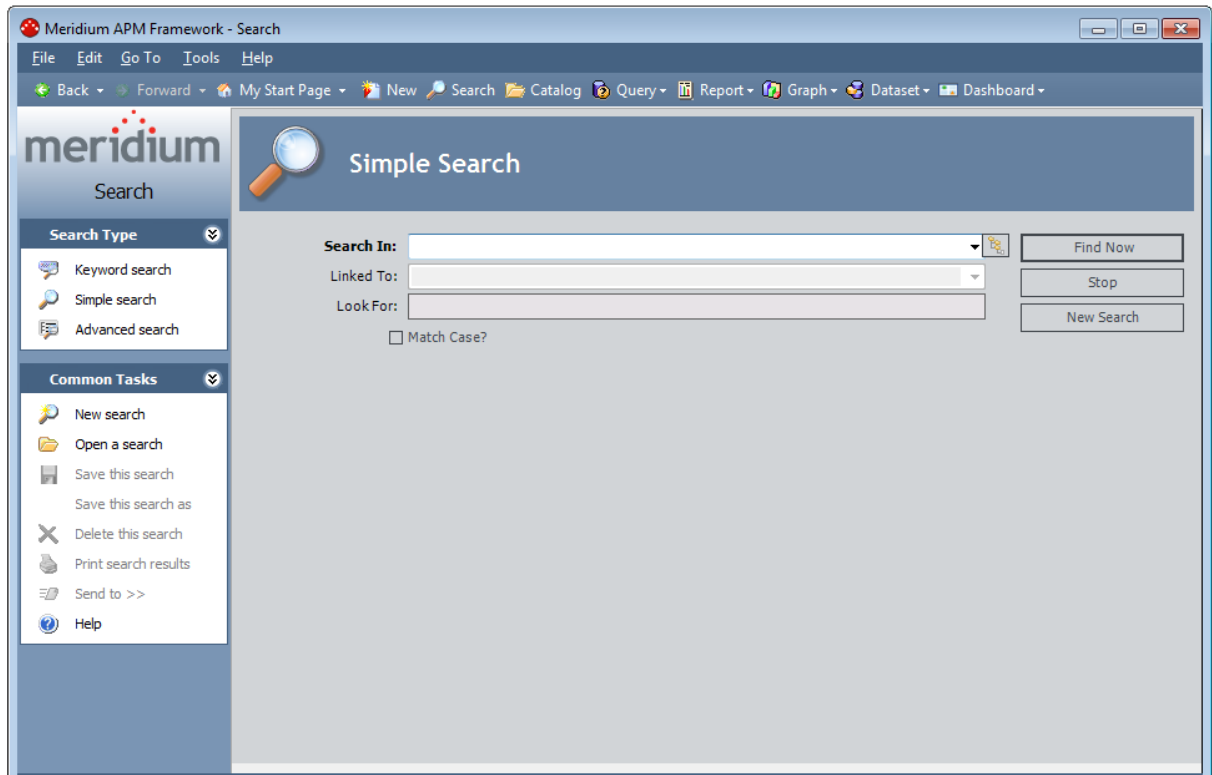 Meridium APM Framework - Search
File Edit Go To Tools Help
Back Forward My Start Page New Search Catalog Query Report Graph Dataset Dashboard
meridium
Search
Simple Search
Search Type
Keyword search
Simple search
Advanced search
Common Tasks
New search
Open a search
Save this search
Save this search as
Delete this search
Print search results
Send to >>
Help
Search In:
Linked To:
Look For:
Match Case?
Find Now
Stop
New Search